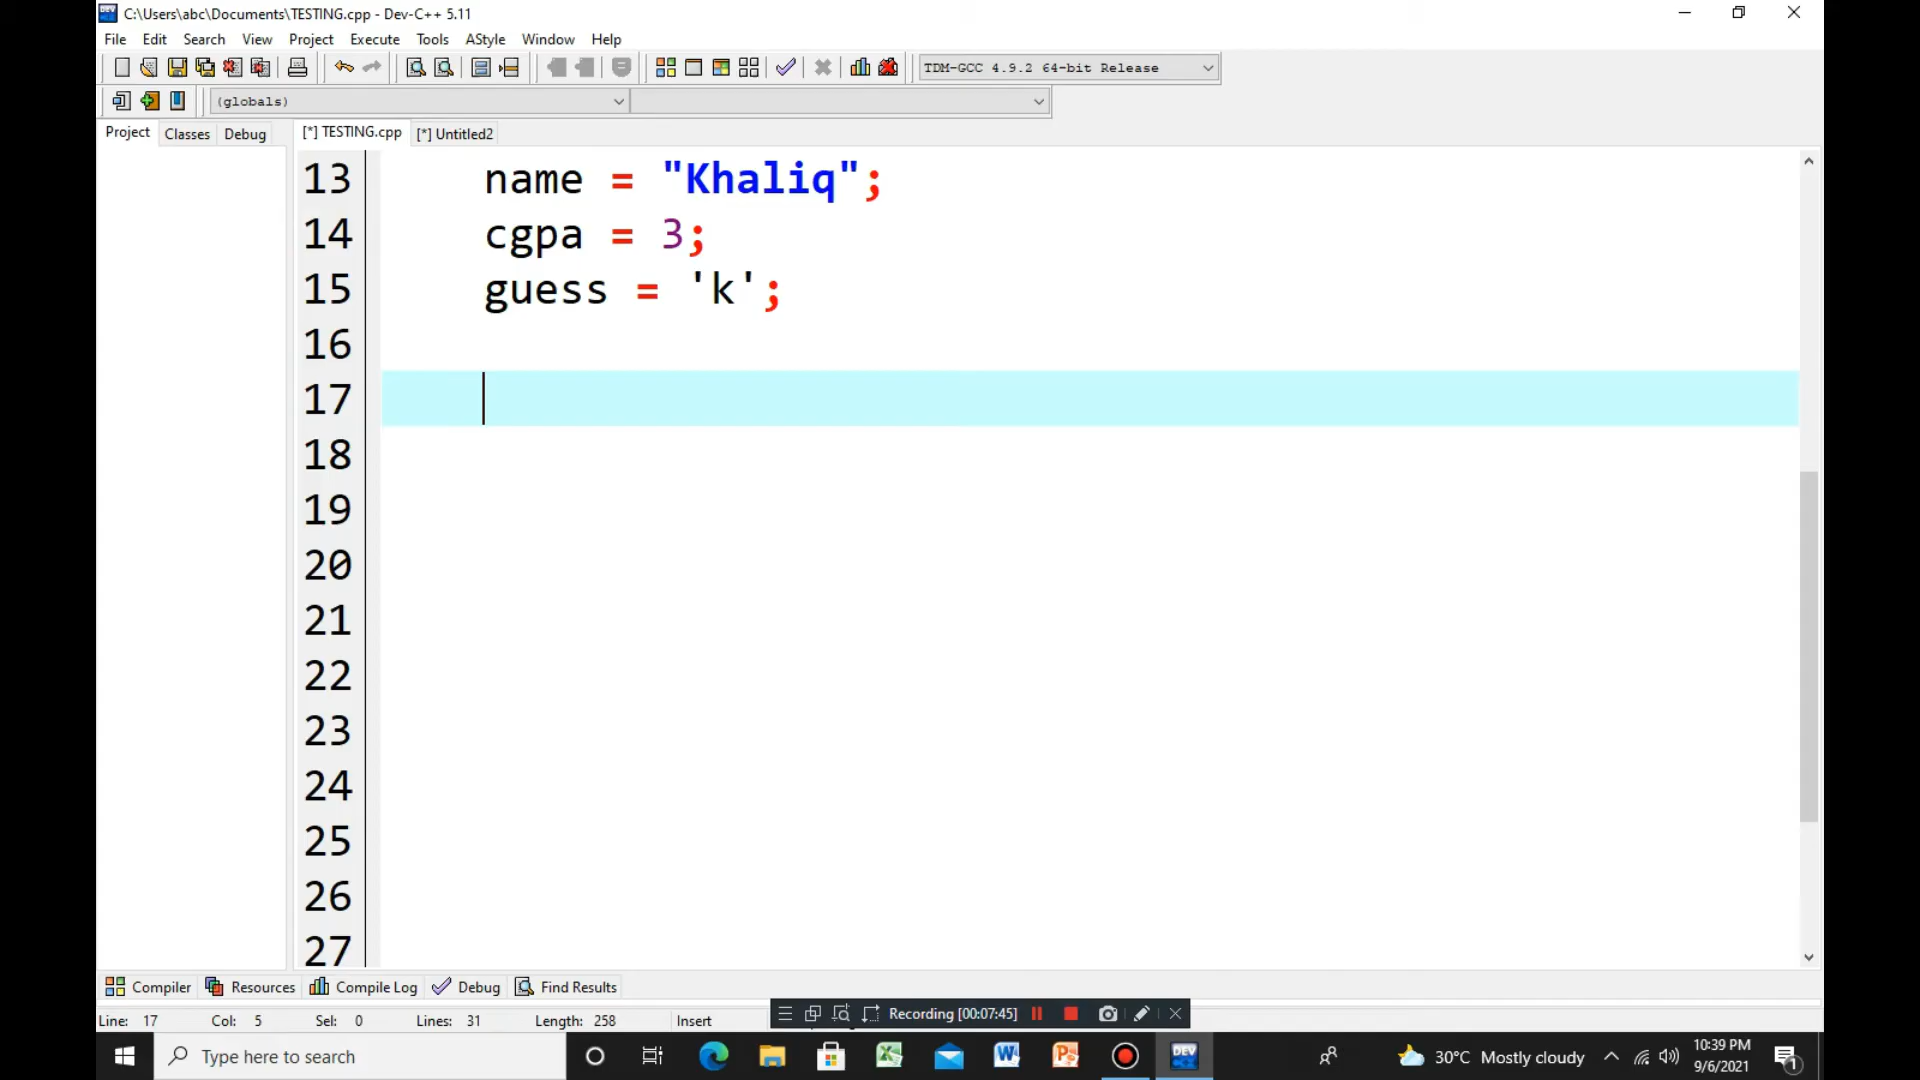 C:\Users\abc\Documents\TESTING.cpp - Dev-C++ 5.11
File Edit Search View Project Execute Tools AStyle Window Help
TDM-GCC 4.9.2 64-bit Release
(globals)
Project Classes Debug [*] TESTING.cpp [*] Untitled2
13 name = "Khaliq";
14 cgpa = 3;
15 guess = 'k';
16
17
18
19
20
21
22
23
24
25
26
27
Compiler Resources Compile Log Debug Find Results
Line: 17 Col: 5 Sel: 0 Lines: 31 Length: 258 Insert
Recording [00:07:45]
Type here to search
30°C Mostly cloudy
10:39 PM
9/6/2021
1